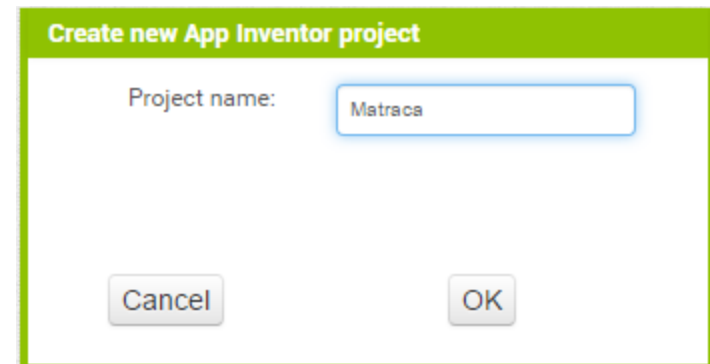 Create new App Inventor project
Project name:
Matraca
Cancel
OK